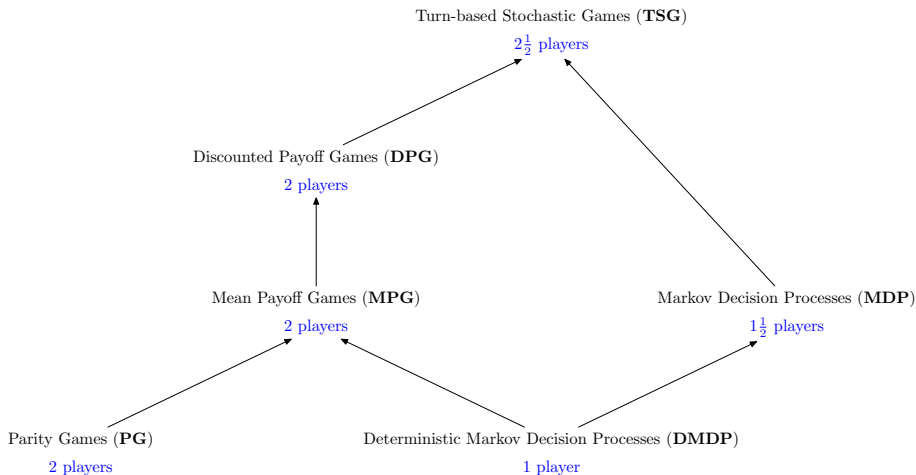 Turn-based Stochastic Games (TSG)
2½ players
Discounted Payoff Games (DPG)
2 players
Mean Payoff Games (MPG)
2 players
Markov Decision Processes (MDP)
1½ players
Parity Games (PG)
2 players
Deterministic Markov Decision Processes (DMDP)
1 player